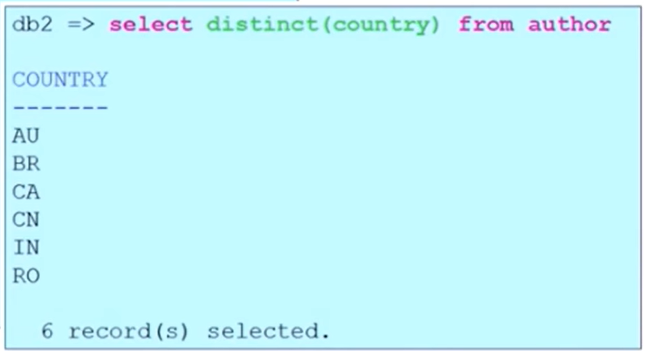 db2 => select distinct(country) from author
COUNTRY
-------
AU
BR
CA
CN
IN
RO
6 record(s) selected.